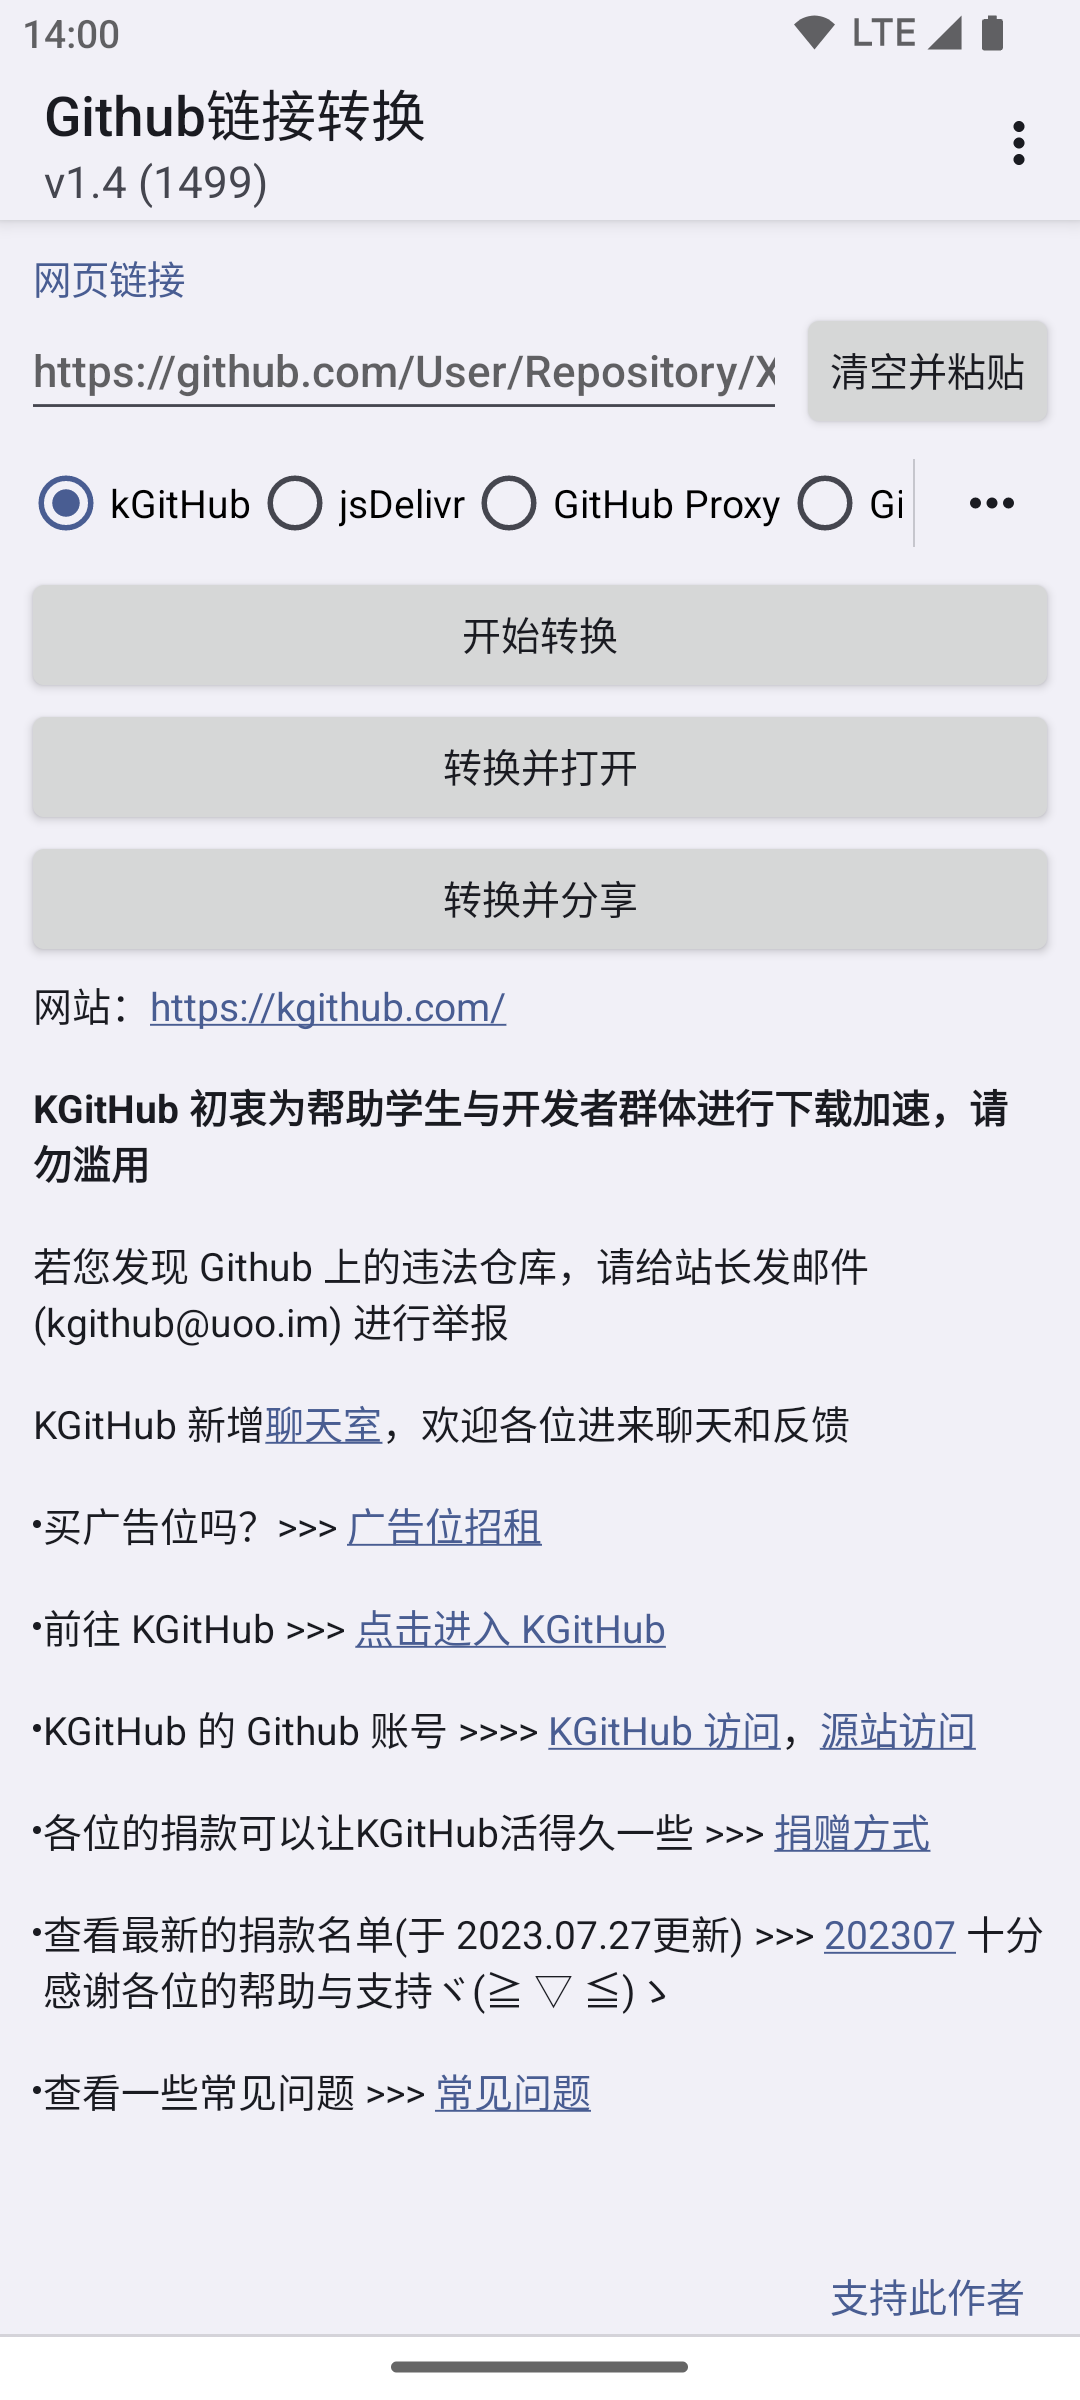 14:00
LTE
Github链接转换
v1.4 (1499)
网页链接
https://github.com/User/Repository/X
清空并粘贴
kGitHub
jsDelivr
GitHub Proxy
Gi
开始转换
转换并打开
转换并分享
网站：https://kgithub.com/
KGitHub 初衷为帮助学生与开发者群体进行下载加速，请
勿滥用
若您发现 Github 上的违法仓库，请给站长发邮件
(kgithub@uoo.im) 进行举报
KGitHub 新增聊天室，欢迎各位进来聊天和反馈
•买广告位吗？>>> 广告位招租
•前往 KGitHub >>> 点击进入 KGitHub
•KGitHub 的 Github 账号 >>>> KGitHub 访问，源站访问
•各位的捐款可以让KGitHub活得久一些 >>> 捐赠方式
•查看最新的捐款名单(于 2023.07.27更新) >>> 202307 十分
感谢各位的帮助与支持ヾ(≧ ▽ ≦)ゝ
•查看一些常见问题 >>> 常见问题
支持此作者